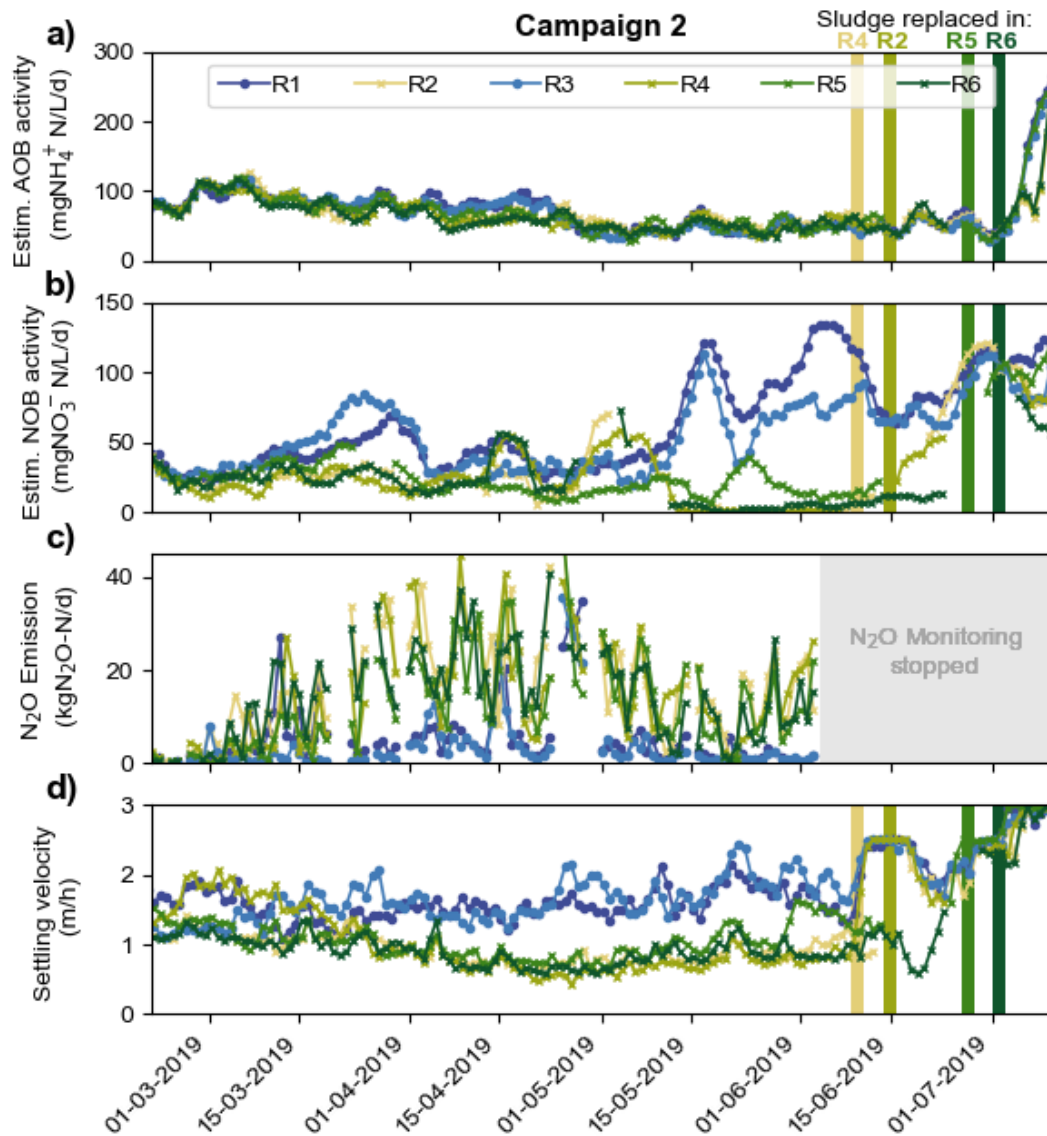 Campaign 2
Sludge replaced in:
R4 R2 R5 R6
a)
Estim. AOB activity
(mgNH₄⁺ N/L/d)
300
200
100
0
R1 R2 R3 R4 R5 R6
b)
Estim. NOB activity
(mgNO₃⁻ N/L/d)
150
100
50
0
c)
N₂O Emission
(kgN₂O-N/d)
40
20
0
N₂O Monitoring
stopped
d)
Settling velocity
(m/h)
3
2
1
0
01-03-2019
15-03-2019
01-04-2019
15-04-2019
01-05-2019
15-05-2019
01-06-2019
15-06-2019
01-07-2019